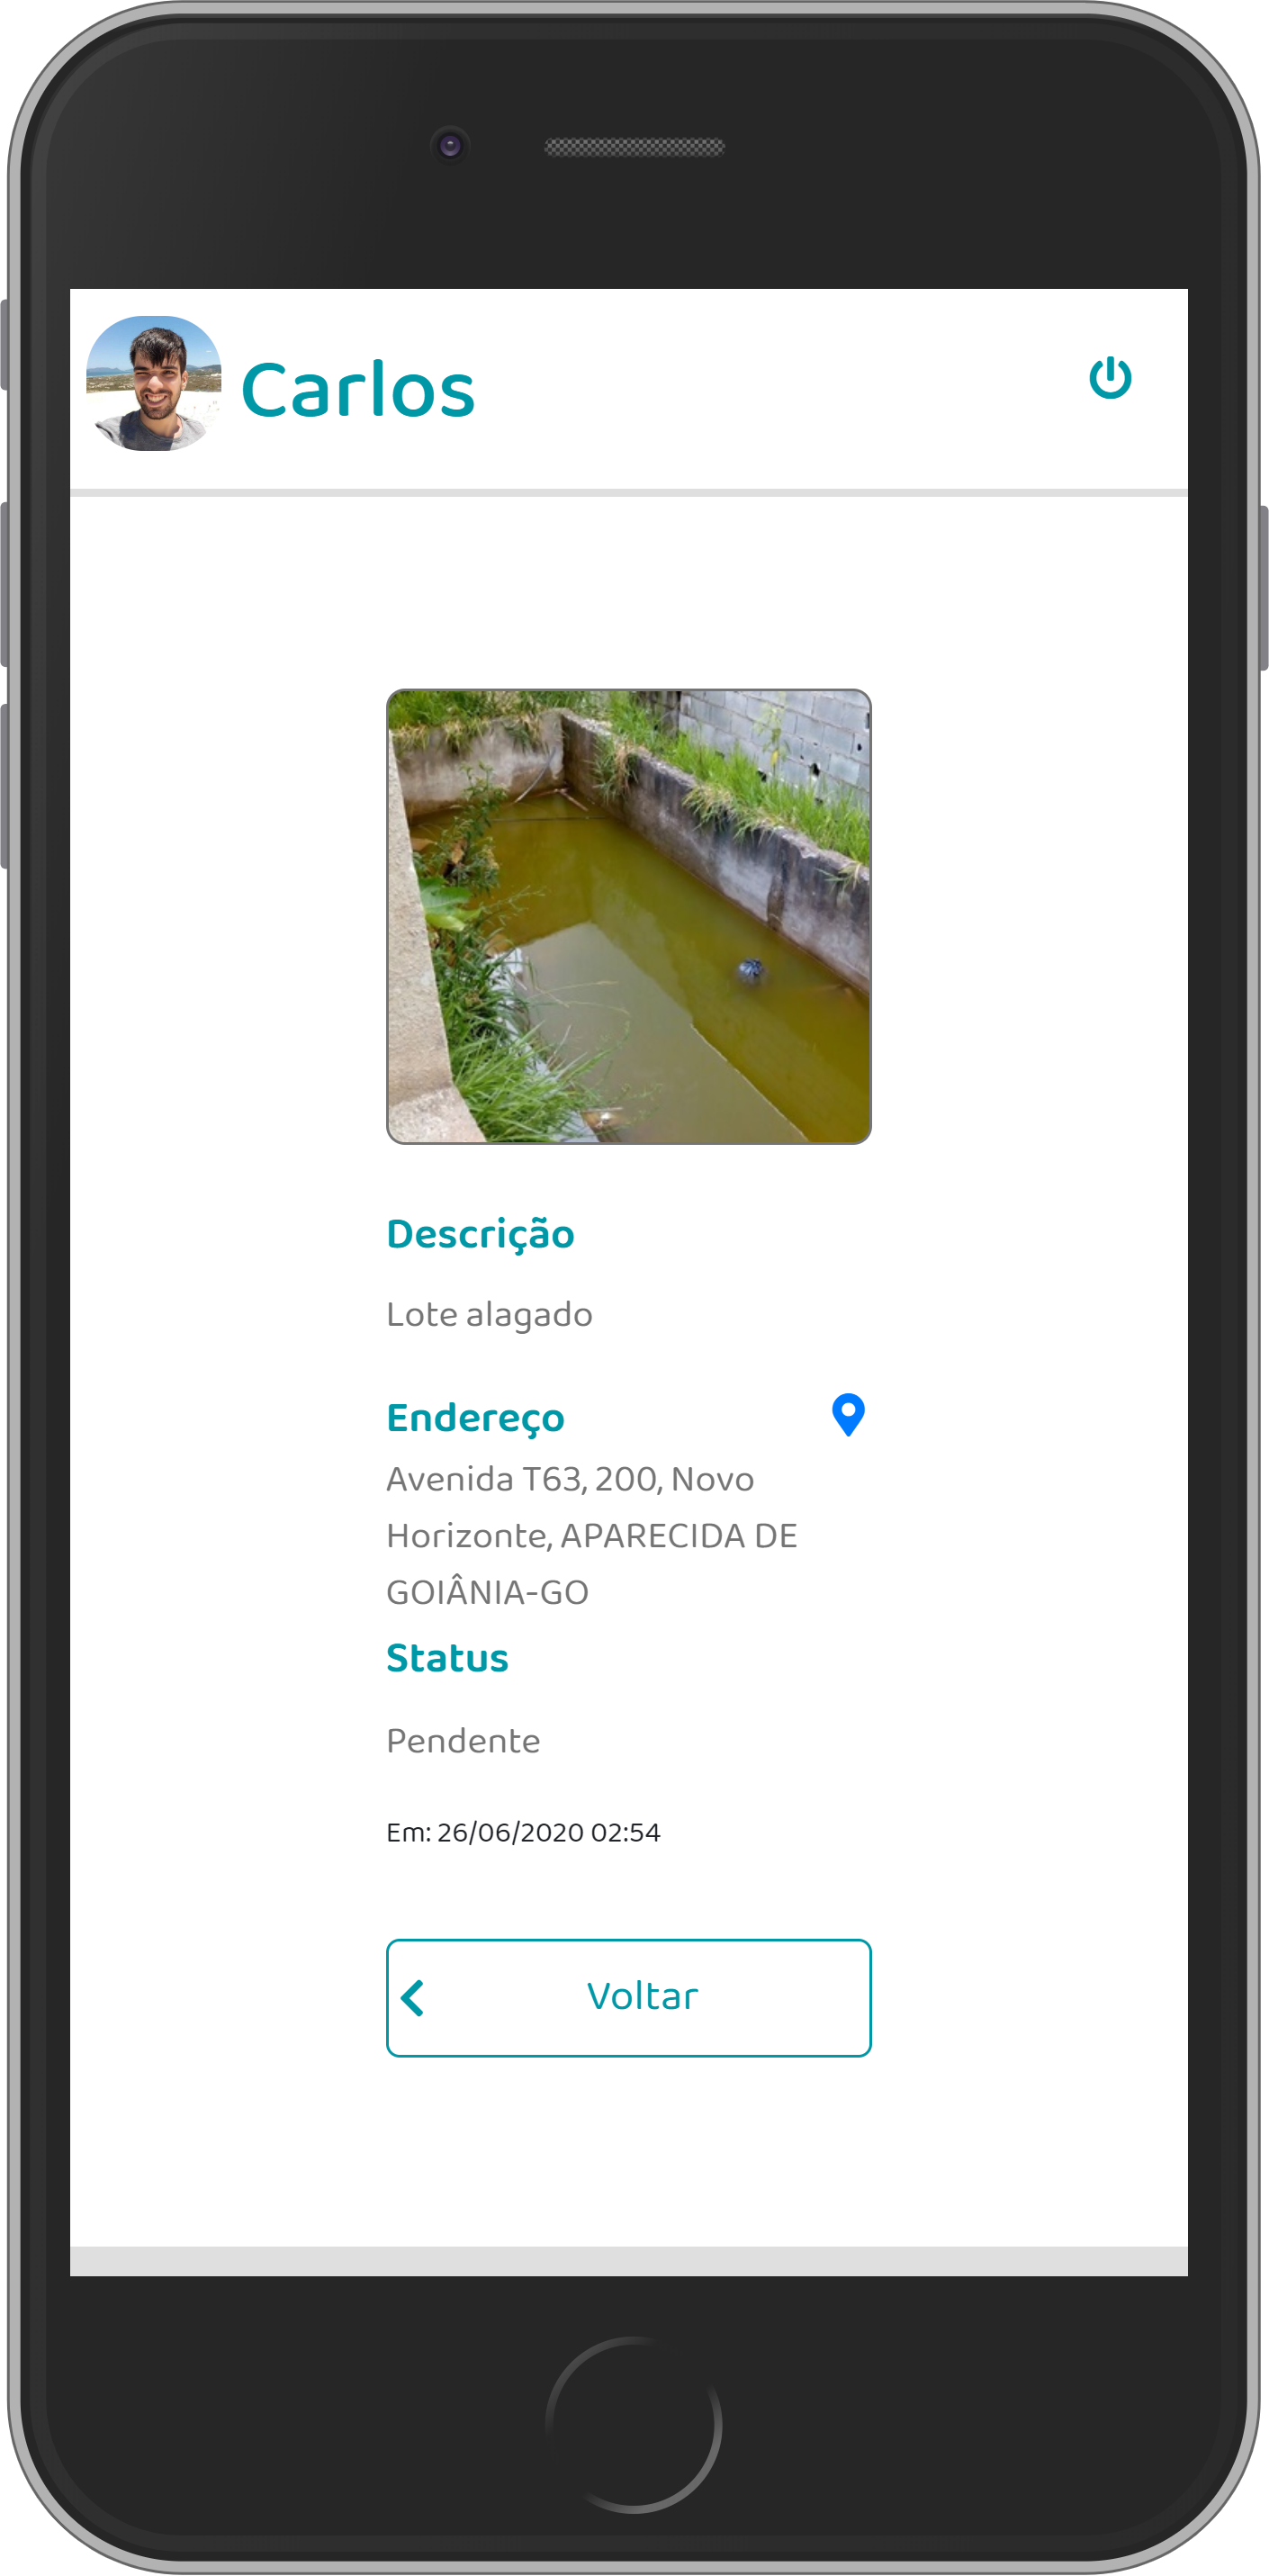 Carlos
Descrição
Lote alagado
Endereço
Avenida T63, 200, Novo
Horizonte, APARECIDA DE
GOIÂNIA-GO
Status
Pendente
Em: 26/06/2020 02:54
Voltar